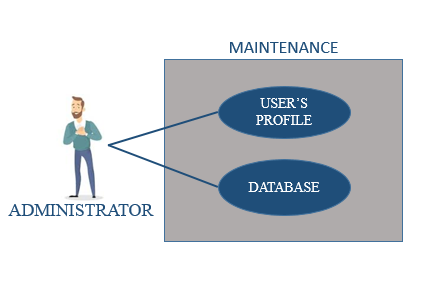 MAINTENANCE
USER'S
PROFILE
DATABASE
ADMINISTRATOR